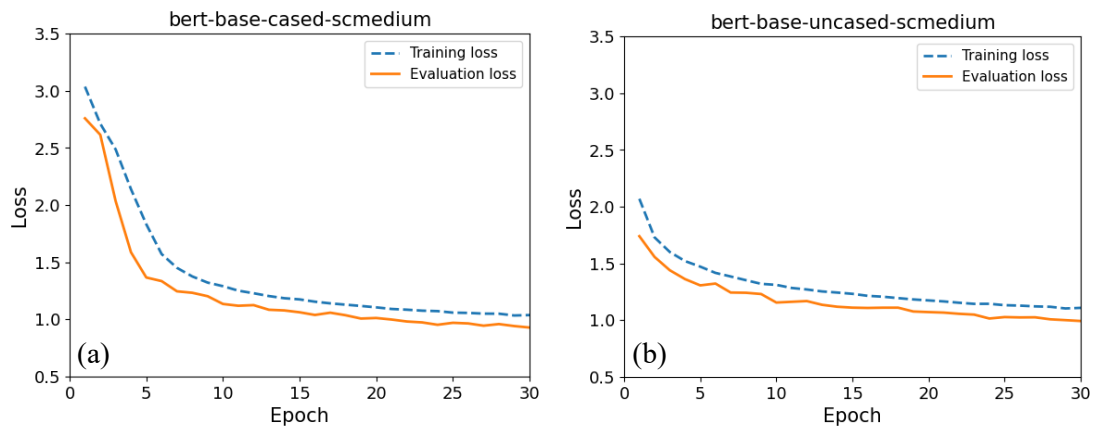 bert-base-cased-scmedium
3.5
3.0
2.5
2.0
1.5
1.0
0.5
Loss
Training loss
Evaluation loss
(a)
0 5 10 15 20 25 30
Epoch
bert-base-uncased-scmedium
3.5
3.0
2.5
2.0
1.5
1.0
0.5
Loss
Training loss
Evaluation loss
(b)
0 5 10 15 20 25 30
Epoch